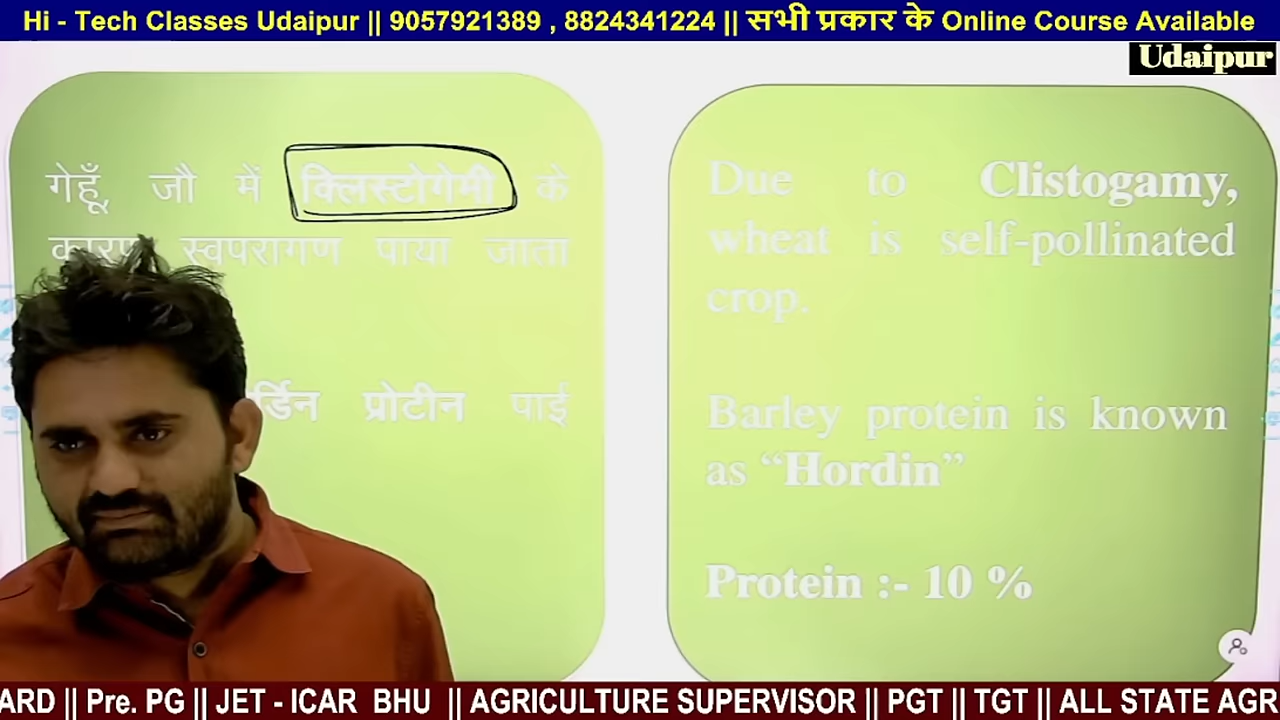 Hi - Tech Classes Udaipur || 9057921389 , 8824341224 || सभी प्रकार के Online Course Available
Udaipur
गेहूँ, जौ में क्लिस्टोगेमी के
कारण स्वपरागण पाया जाता
र्डिन प्रोटीन पाई
Due to Clistogamy,
wheat is self-pollinated
crop.
Barley protein is known
as “Hordin”
Protein :- 10 %
ARD || Pre. PG || JET - ICAR BHU || AGRICULTURE SUPERVISOR || PGT || TGT || ALL STATE AGR